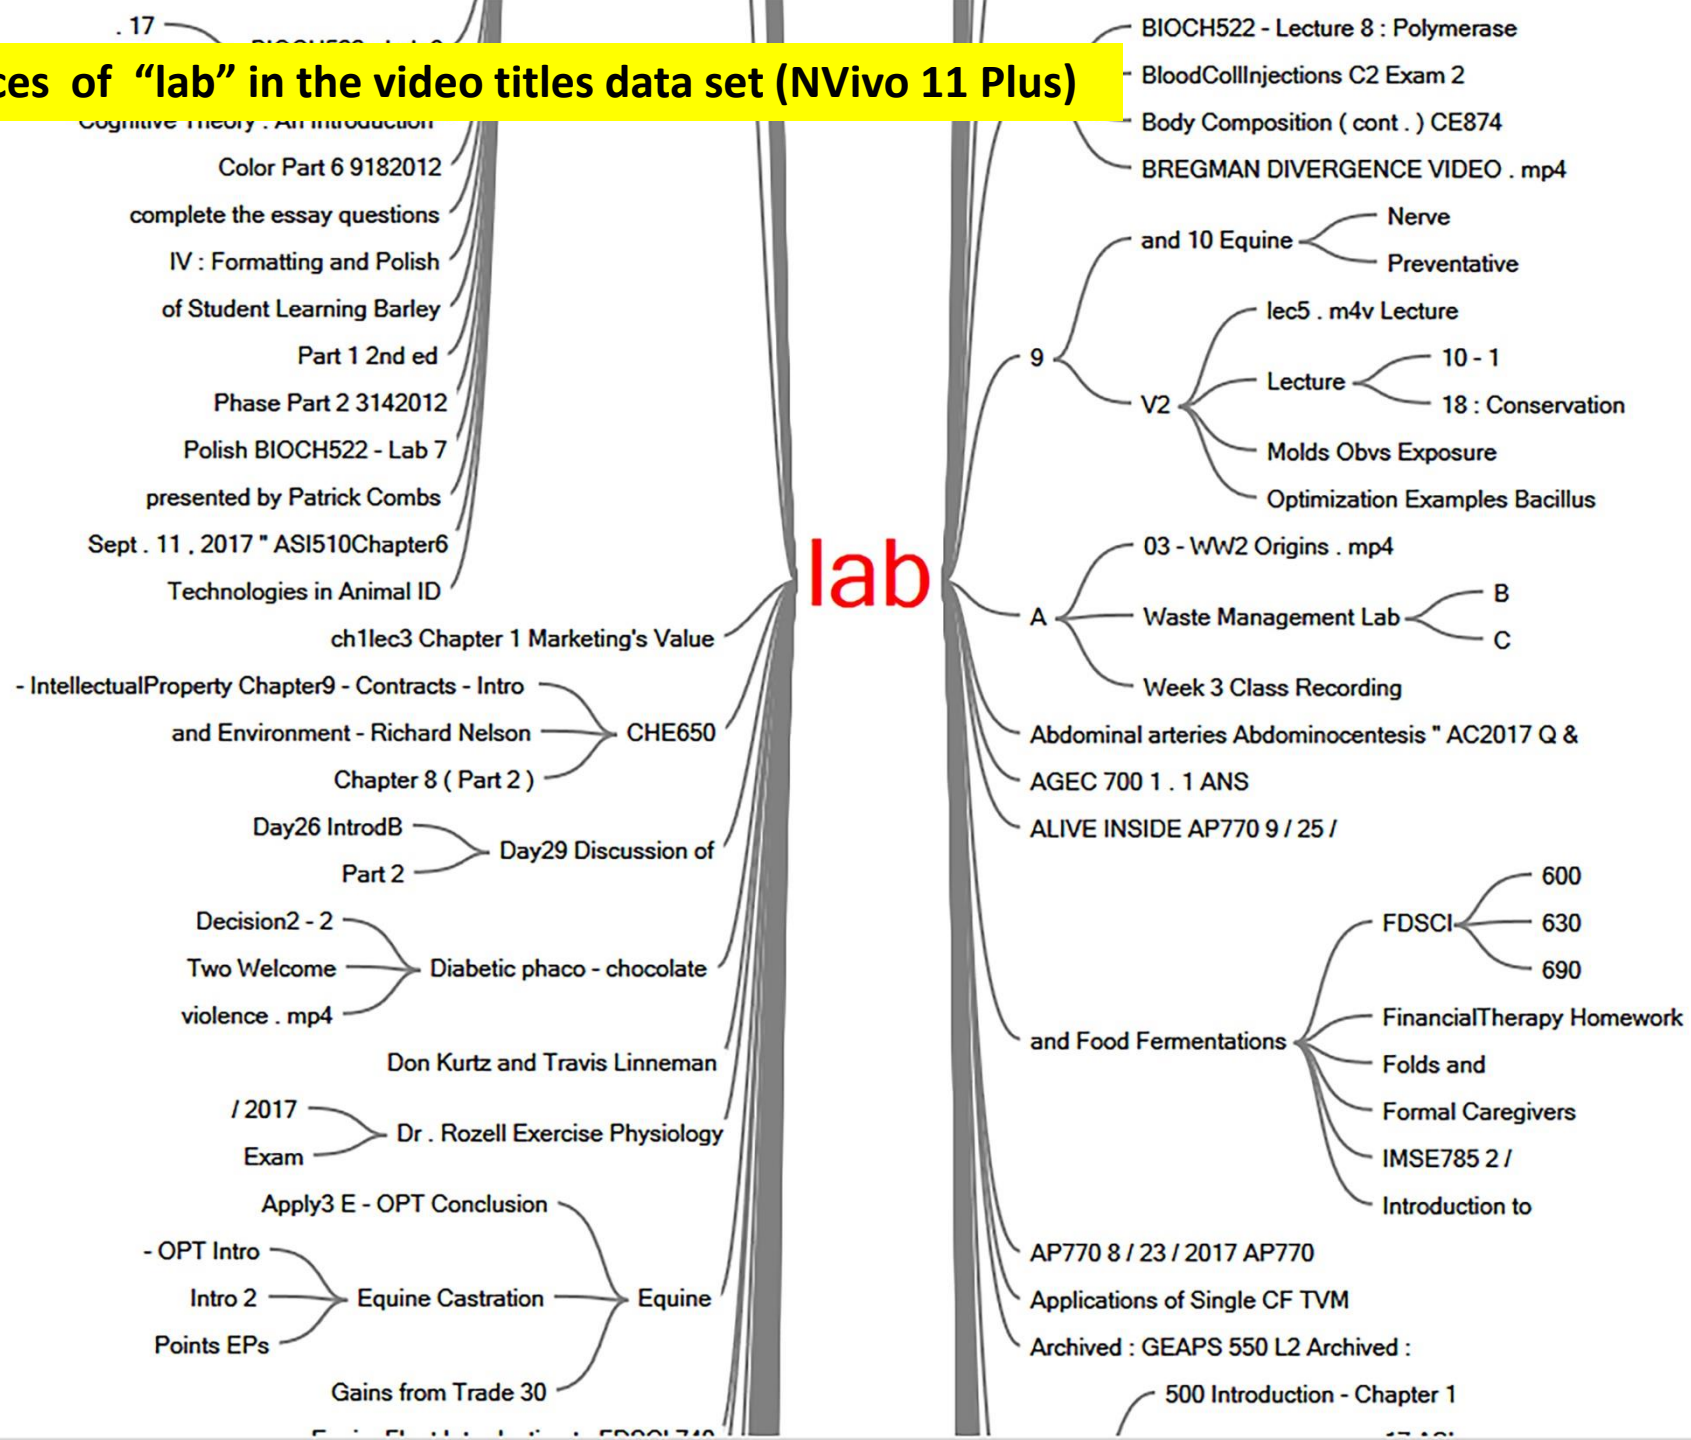 . 17
ces of “lab” in the video titles data set (NVivo 11 Plus)
Cognitive Theory : An Introduction
Color Part 6 9182012
complete the essay questions
IV : Formatting and Polish
of Student Learning Barley
Part 1 2nd ed
Phase Part 2 3142012
Polish BIOCH522 - Lab 7
presented by Patrick Combs
Sept . 11 , 2017 " ASI510Chapter6
Technologies in Animal ID
ch1lec3 Chapter 1 Marketing's Value
- IntellectualProperty Chapter9 - Contracts - Intro
and Environment - Richard Nelson
Chapter 8 ( Part 2 )
CHE650
Day26 IntrodB
Part 2
Day29 Discussion of
Decision2 - 2
Two Welcome
violence . mp4
Diabetic phaco - chocolate
Don Kurtz and Travis Linneman
/ 2017
Exam
Dr . Rozell Exercise Physiology
Apply3 E - OPT Conclusion
- OPT Intro
Intro 2
Points EPs
Equine Castration
Equine
Gains from Trade 30
lab
BIOCH522 - Lecture 8 : Polymerase
BloodCollInjections C2 Exam 2
Body Composition ( cont . ) CE874
BREGMAN DIVERGENCE VIDEO . mp4
9
and 10 Equine
Nerve
Preventative
V2
lec5 . m4v Lecture
Lecture
10 - 1
18 : Conservation
Molds Obvs Exposure
Optimization Examples Bacillus
A
03 - WW2 Origins . mp4
Waste Management Lab
B
C
Week 3 Class Recording
Abdominal arteries Abdominocentesis " AC2017 Q &
AGEC 700 1 . 1 ANS
ALIVE INSIDE AP770 9 / 25 /
and Food Fermentations
FDSCI
600
630
690
FinancialTherapy Homework
Folds and
Formal Caregivers
IMSE785 2 /
Introduction to
AP770 8 / 23 / 2017 AP770
Applications of Single CF TVM
Archived : GEAPS 550 L2 Archived :
500 Introduction - Chapter 1